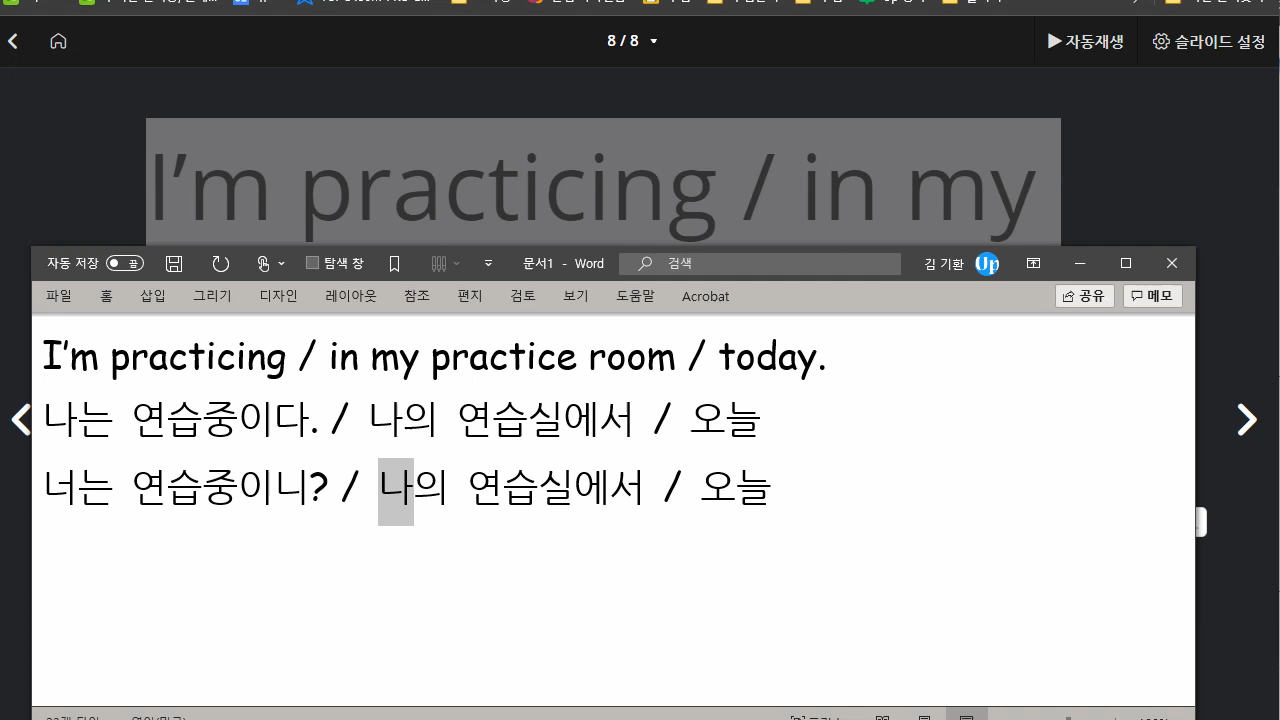 8 / 8
자동재생
슬라이드 설정
I’m practicing / in my
자동 저장
끔
탐색 창
문서1 - Word
검색
김 기환
Up
파일 홈 삽입 그리기 디자인 레이아웃 참조 편지 검토 보기 도움말 Acrobat
공유
메모
I’m practicing / in my practice room / today.
나는 연습중이다. / 나의 연습실에서 / 오늘
너는 연습중이니? / 나의 연습실에서 / 오늘